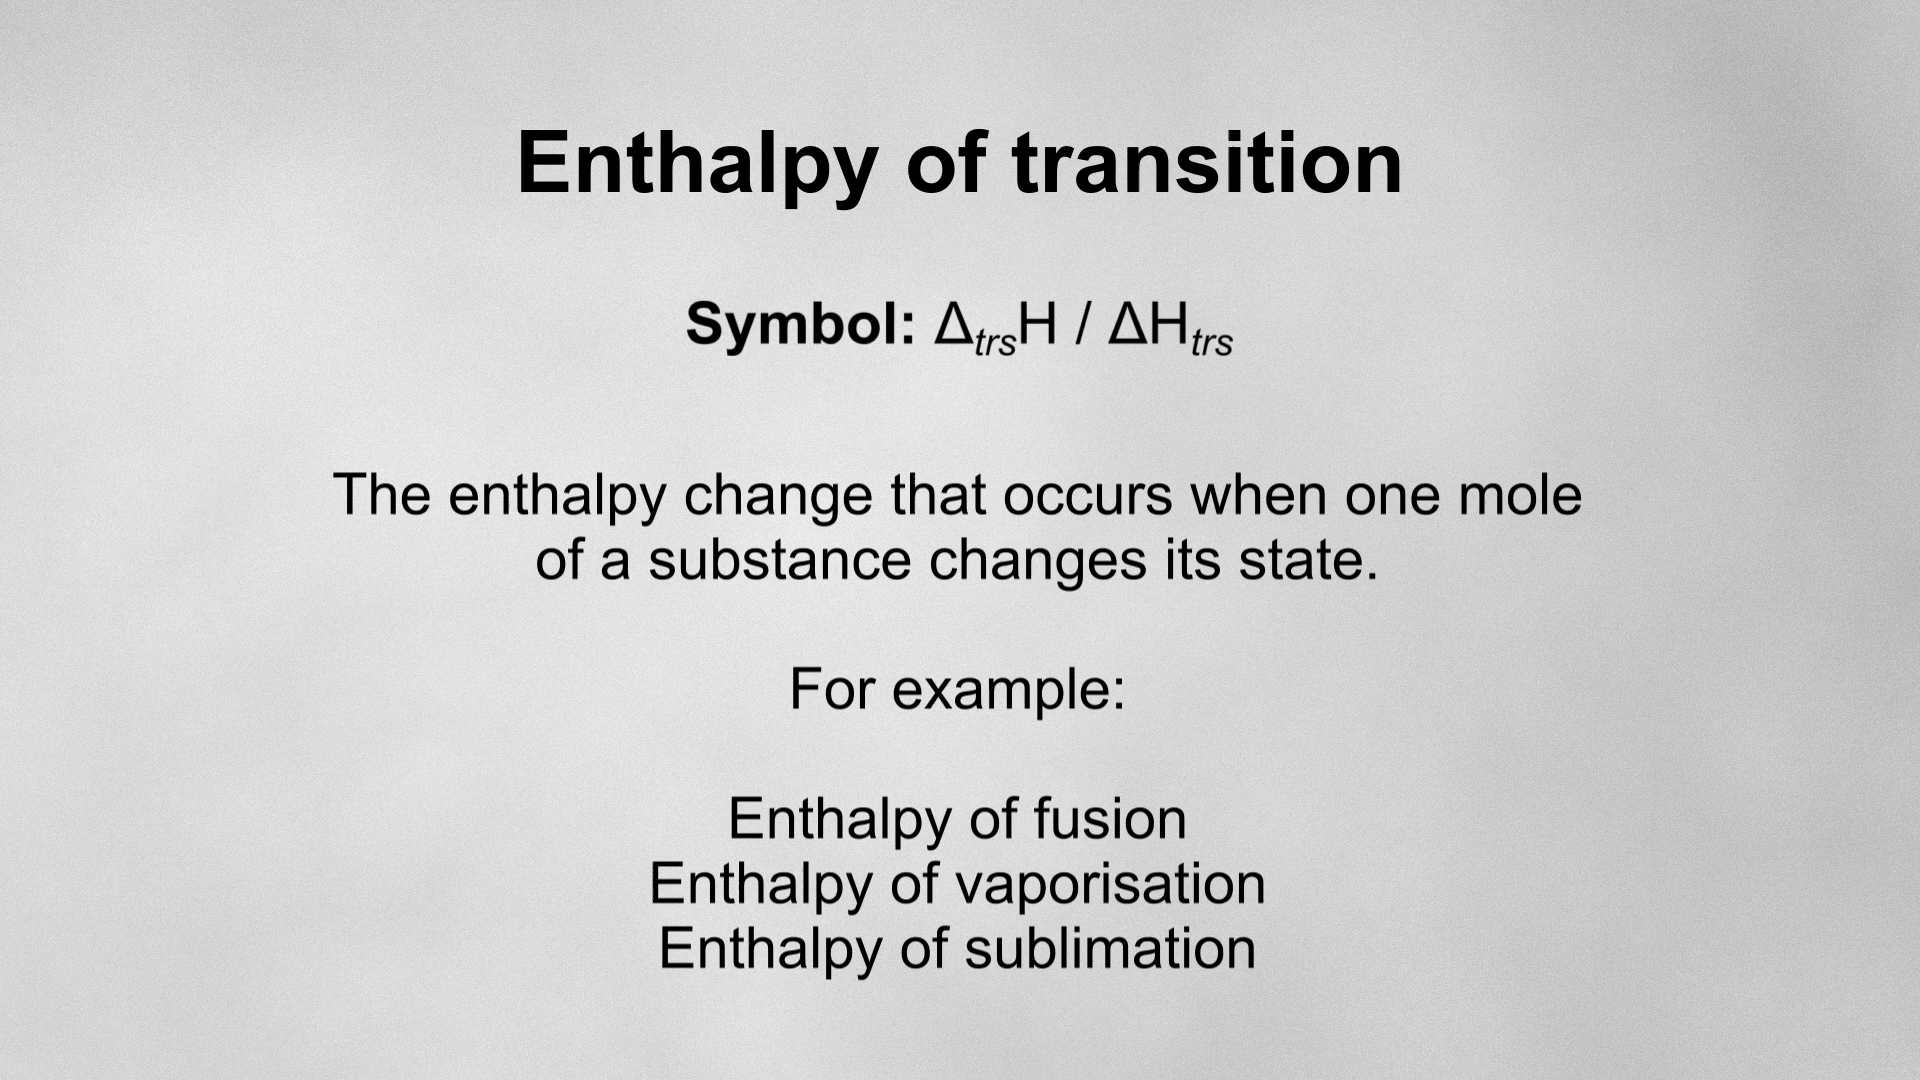 Enthalpy of transition
Symbol: ΔtrsH / ΔHtrs
The enthalpy change that occurs when one mole
of a substance changes its state.
For example:
Enthalpy of fusion
Enthalpy of vaporisation
Enthalpy of sublimation